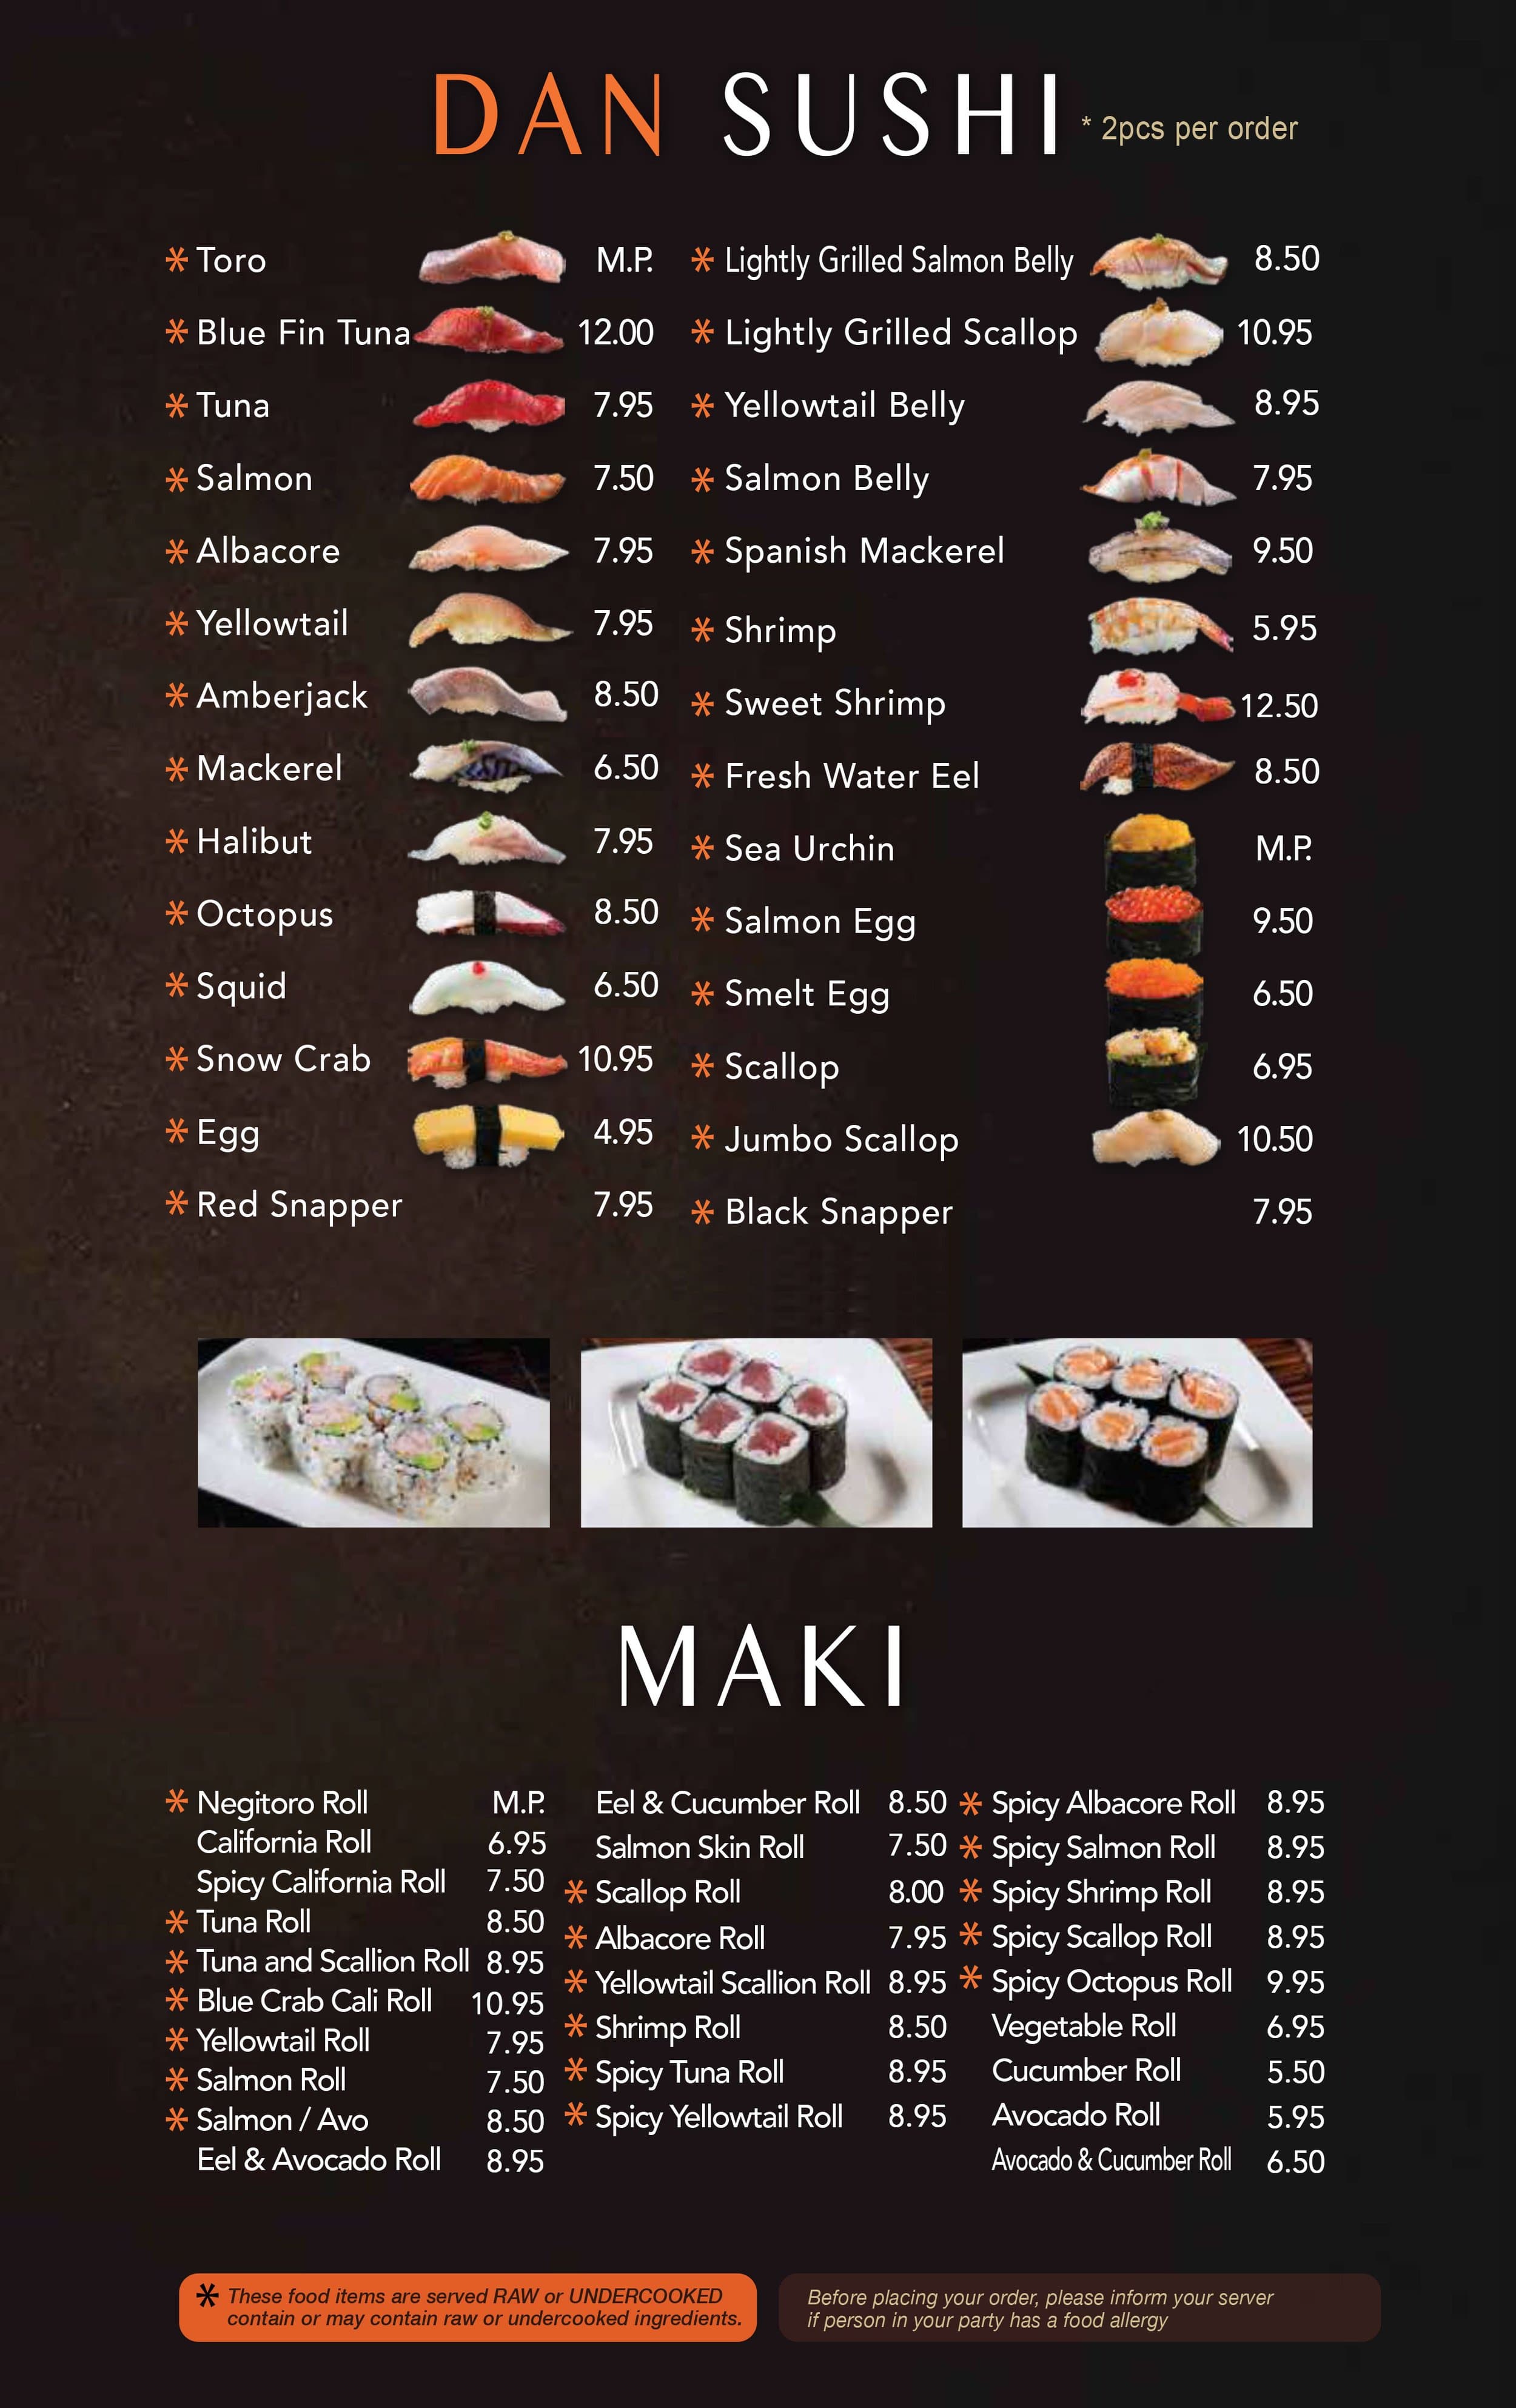 DAN SUSHI * 2pcs per order
* Toro M.P.
* Blue Fin Tuna 12.00
* Tuna 7.95
* Salmon 7.50
* Albacore 7.95
* Yellowtail 7.95
* Amberjack 8.50
* Mackerel 6.50
* Halibut 7.95
* Octopus 8.50
* Squid 6.50
* Snow Crab 10.95
* Egg 4.95
* Red Snapper 7.95
* Lightly Grilled Salmon Belly 8.50
* Lightly Grilled Scallop 10.95
* Yellowtail Belly 8.95
* Salmon Belly 7.95
* Spanish Mackerel 9.50
* Shrimp 5.95
* Sweet Shrimp 12.50
* Fresh Water Eel 8.50
* Sea Urchin M.P.
* Salmon Egg 9.50
* Smelt Egg 6.50
* Scallop 6.95
* Jumbo Scallop 10.50
* Black Snapper 7.95
MAKI
* Negitoro Roll M.P.
California Roll 6.95
Spicy California Roll 7.50
* Tuna Roll 8.50
* Tuna and Scallion Roll 8.95
* Blue Crab Cali Roll 10.95
* Yellowtail Roll 7.95
* Salmon Roll 7.50
* Salmon / Avo 8.50
Eel & Avocado Roll 8.95
Eel & Cucumber Roll 8.50
Salmon Skin Roll 7.50
* Scallop Roll 8.00
* Albacore Roll 7.95
* Yellowtail Scallion Roll 8.95
* Shrimp Roll 8.50
* Spicy Tuna Roll 8.95
* Spicy Yellowtail Roll 8.95
* Spicy Albacore Roll 8.95
* Spicy Salmon Roll 8.95
* Spicy Shrimp Roll 8.95
* Spicy Scallop Roll 8.95
* Spicy Octopus Roll 9.95
Vegetable Roll 6.95
Cucumber Roll 5.50
Avocado Roll 5.95
Avocado & Cucumber Roll 6.50
* These food items are served RAW or UNDERCOOKED
contain or may contain raw or undercooked ingredients.
Before placing your order, please inform your server
if person in your party has a food allergy